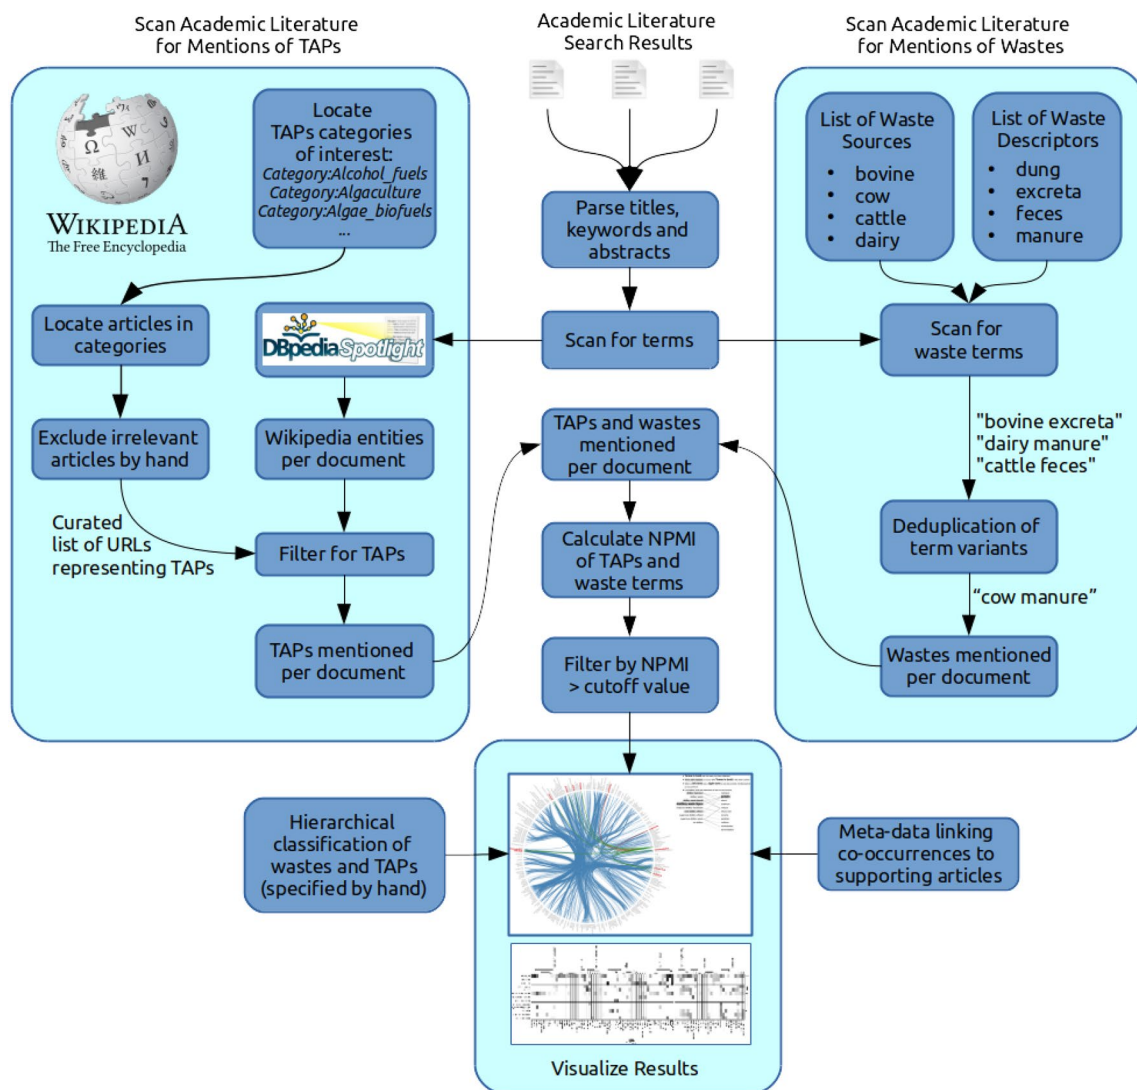 Scan Academic Literature
for Mentions of TAPs
Academic Literature
Search Results
Scan Academic Literature
for Mentions of Wastes
Ω
W
И
維
WIKIPEDIA
The Free Encyclopedia
Locate
TAPs categories
of interest:
Category:Alcohol_fuels
Category:Algaculture
Category:Algae_biofuels
...
Locate articles in
categories
Exclude irrelevant
articles by hand
Curated
list of URLs
representing TAPs
DBpedia Spotlight
Wikipedia entities
per document
Filter for TAPs
TAPs mentioned
per document
Parse titles,
keywords and
abstracts
Scan for terms
TAPs and wastes
mentioned
per document
Calculate NPMI
of TAPs and
waste terms
Filter by NPMI
> cutoff value
List of Waste
Sources
• bovine
• cow
• cattle
• dairy
List of Waste
Descriptors
• dung
• excreta
• feces
• manure
Scan for
waste terms
"bovine excreta"
"dairy manure"
"cattle feces"
Deduplication of
term variants
“cow manure”
Wastes mentioned
per document
Hierarchical
classification of
wastes and TAPs
(specified by hand)
Meta-data linking
co-occurrences to
supporting articles
Visualize Results